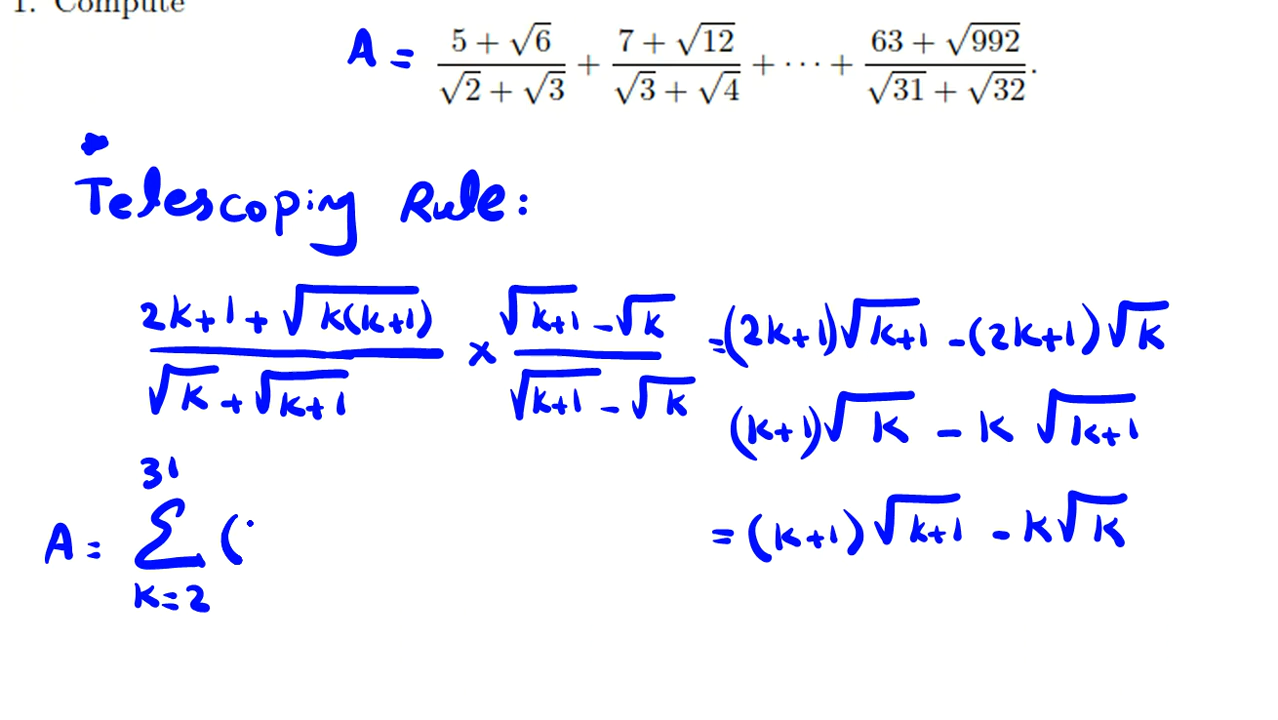 1. Compute
A = (5 + √6)/(√2 + √3) + (7 + √12)/(√3 + √4) + ··· + (63 + √992)/(√31 + √32).
Telescoping Rule:
(2k+1+√(k(k+1)))/(√k+√(k+1)) × (√(k+1) -√k)/(√(k+1) -√k) =(2k+1)√(k+1) -(2k+1)√k
(k+1)√k - k√(k+1)
= (k+1)√(k+1) - k√k
A= 31 Σ k=2 (